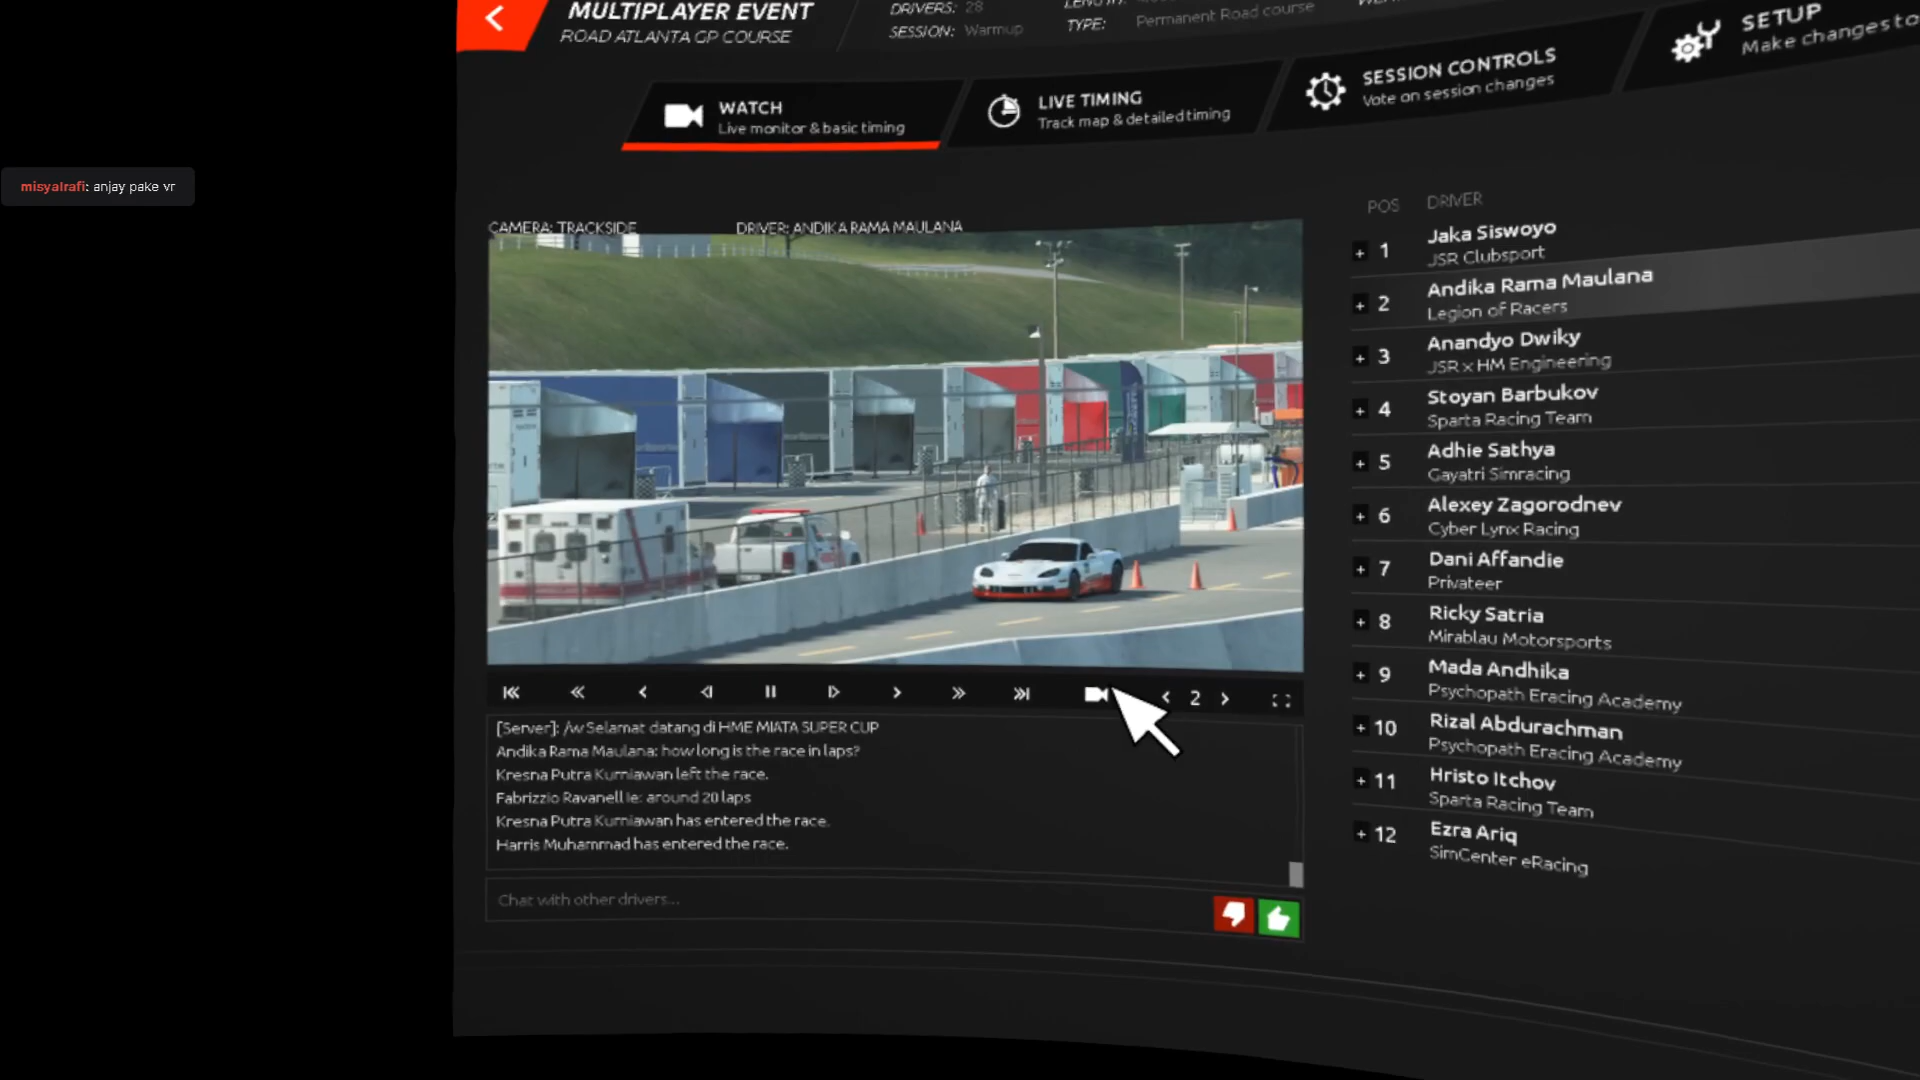 MULTIPLAYER EVENT
ROAD ATLANTA GP COURSE
DRIVERS: 28
SESSION: Warmup
TYPE: Permanent Road course
SETUP
Make changes to
WATCH
Live monitor & basic timing
LIVE TIMING
Track map & detailed timing
SESSION CONTROLS
Vote on session changes
misyalrafi: anjay pake vr
CAMERA: TRACKSIDE
DRIVER: ANDIKA RAMA MAULANA
POS DRIVER
+ 1 Jaka Siswoyo
JSR Clubsport
+ 2 Andika Rama Maulana
Legion of Racers
+ 3 Anandyo Dwiky
JSR x HM Engineering
+ 4 Stoyan Barbukov
Sparta Racing Team
+ 5 Adhie Sathya
Gayatri Simracing
+ 6 Alexey Zagorodnev
Cyber Lynx Racing
+ 7 Dani Affandie
Privateer
+ 8 Ricky Satria
Mirablau Motorsports
+ 9 Mada Andhika
Psychopath Eracing Academy
+ 10 Rizal Abdurachman
Psychopath Eracing Academy
+ 11 Hristo Itchov
Sparta Racing Team
+ 12 Ezra Ariq
SimCenter eRacing
2
[Server]: /w Selamat datang di HME MIATA SUPER CUP
Andika Rama Maulana: how long is the race in laps?
Kresna Putra Kurniawan left the race.
Fabrizzio Ravanell Ie: around 20 laps
Kresna Putra Kurniawan has entered the race.
Harris Muhammad has entered the race.
Chat with other drivers...